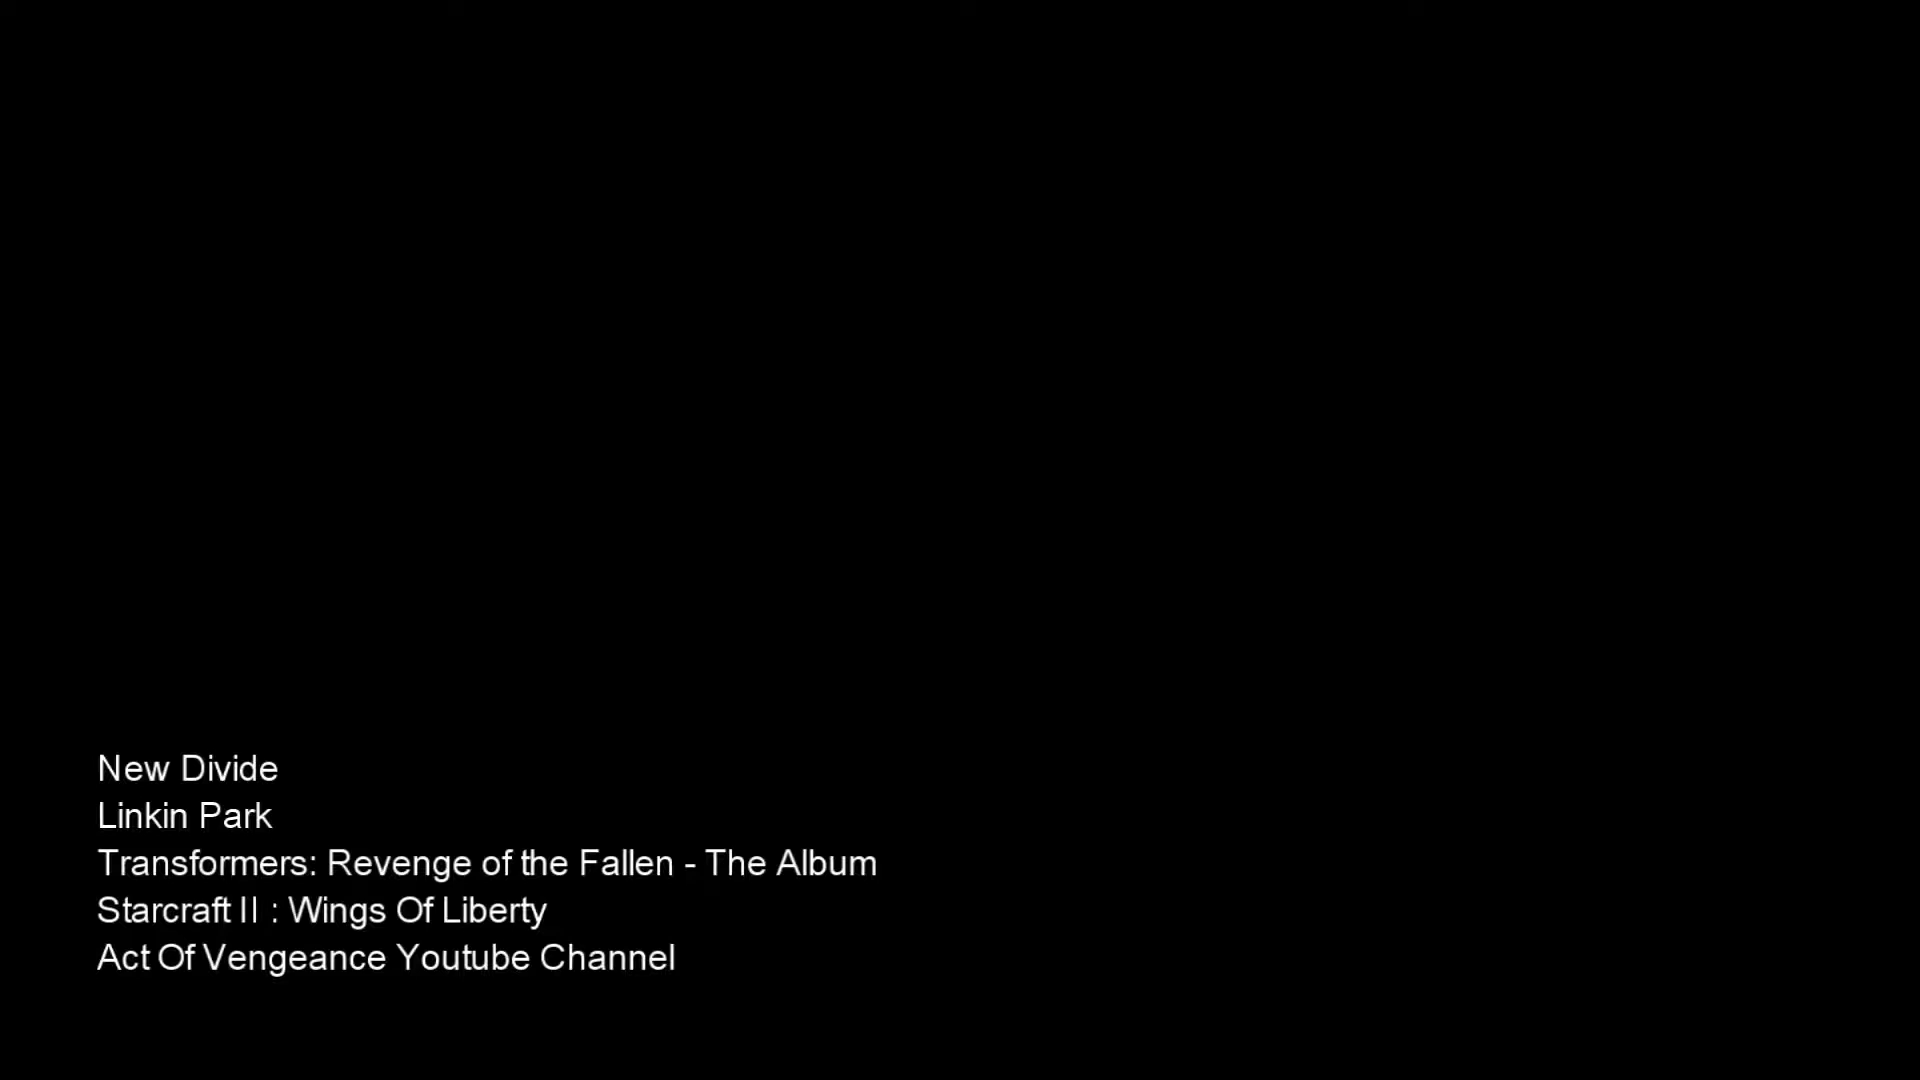 New Divide
Linkin Park
Transformers: Revenge of the Fallen - The Album
Starcraft II : Wings Of Liberty
Act Of Vengeance Youtube Channel